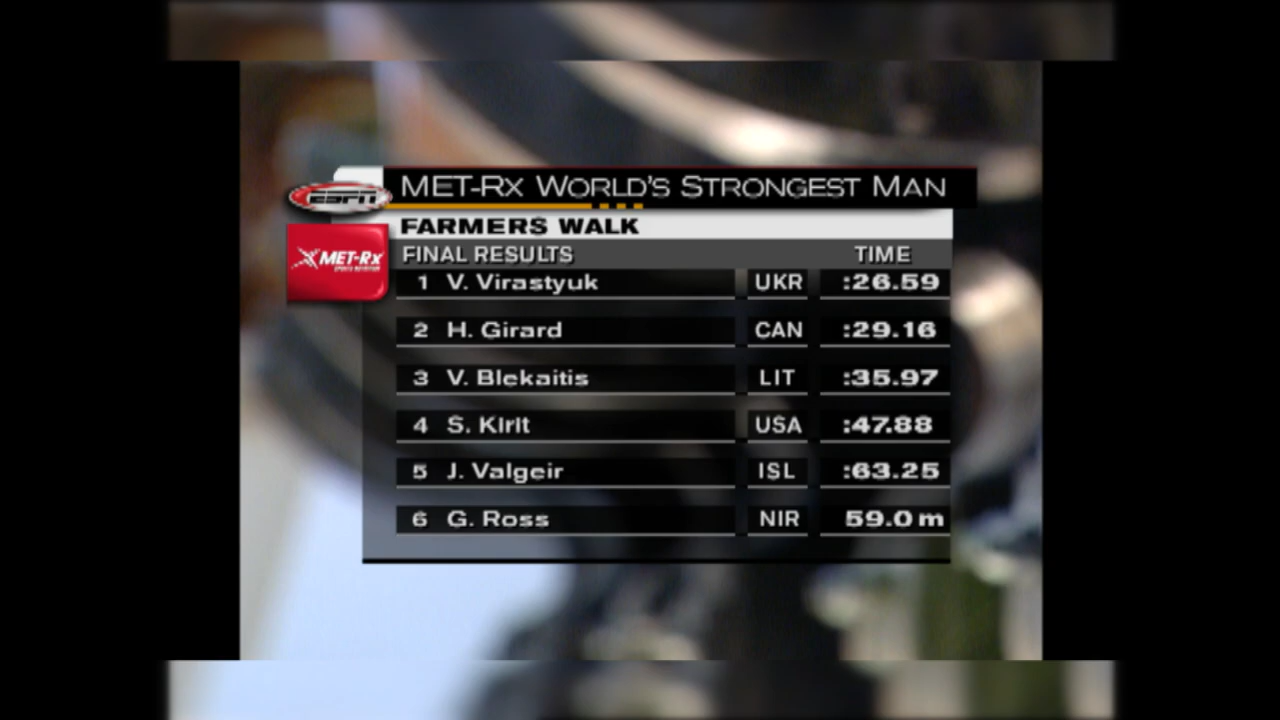 ESPN
MET-RX WORLD'S STRONGEST MAN
FARMERS WALK
MET-RX
FINAL RESULTS TIME
1 V. Virastyuk UKR :26.59
2 H. Girard CAN :29.16
3 V. Blekaitis LIT :35.97
4 S. Kirit USA :47.88
5 J. Valgeir ISL :63.25
6 G. Ross NIR 59.0 m